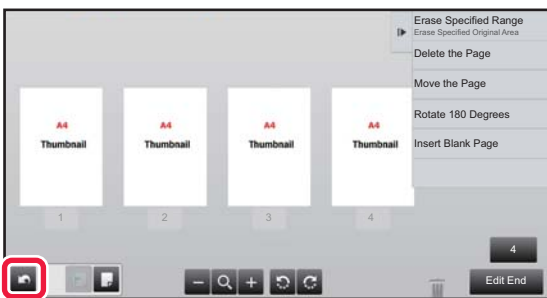 Erase Specified Range
Erase Specified Original Area
Delete the Page
Move the Page
Rotate 180 Degrees
Insert Blank Page
A4
Thumbnail
A4
Thumbnail
A4
Thumbnail
A4
Thumbnail
1
2
3
4
4
Edit End